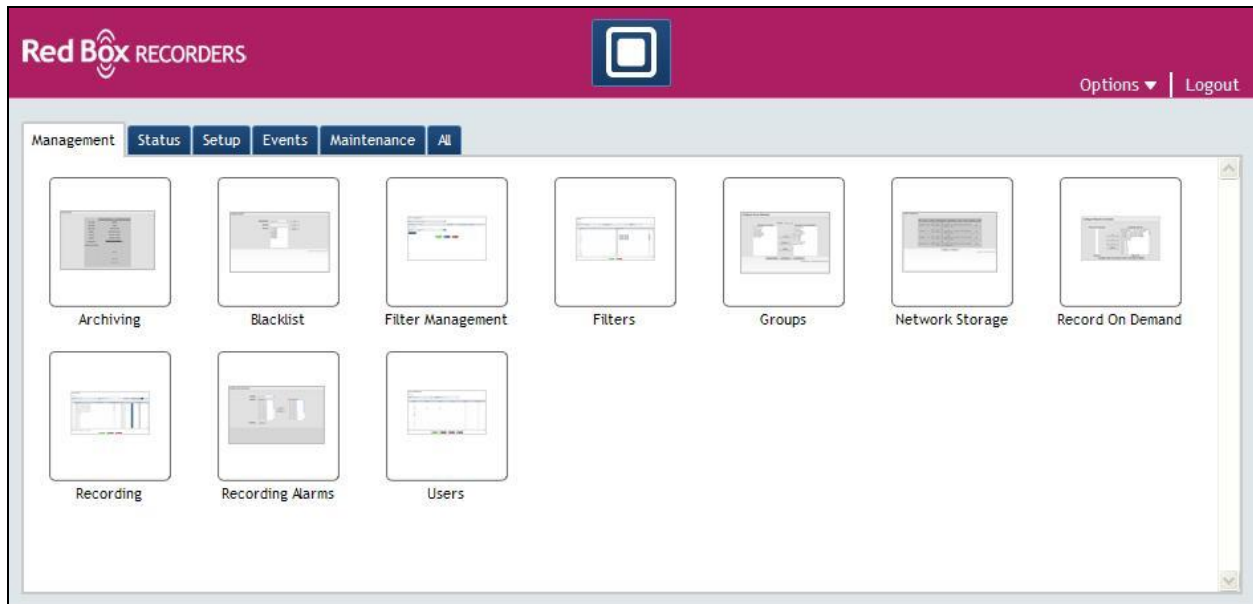 Red Box RECORDERS
Options ▼ | Logout
Management Status Setup Events Maintenance All
Archiving Blacklist Filter Management Filters Groups Network Storage Record On Demand
Recording Recording Alarms Users